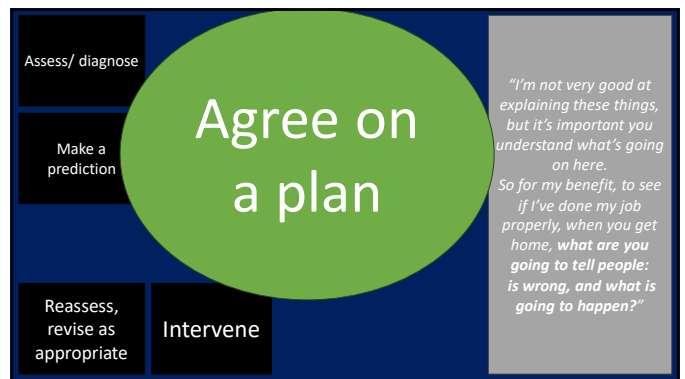 Assess/ diagnose
Make a
prediction
Agree on
a plan
Reassess,
revise as
appropriate
Intervene
“I’m not very good at
explaining these things,
but it’s important you
understand what’s going
on here.
So for my benefit, to see
if I’ve done my job
properly, when you get
home, what are you
going to tell people:
is wrong, and what is
going to happen?”